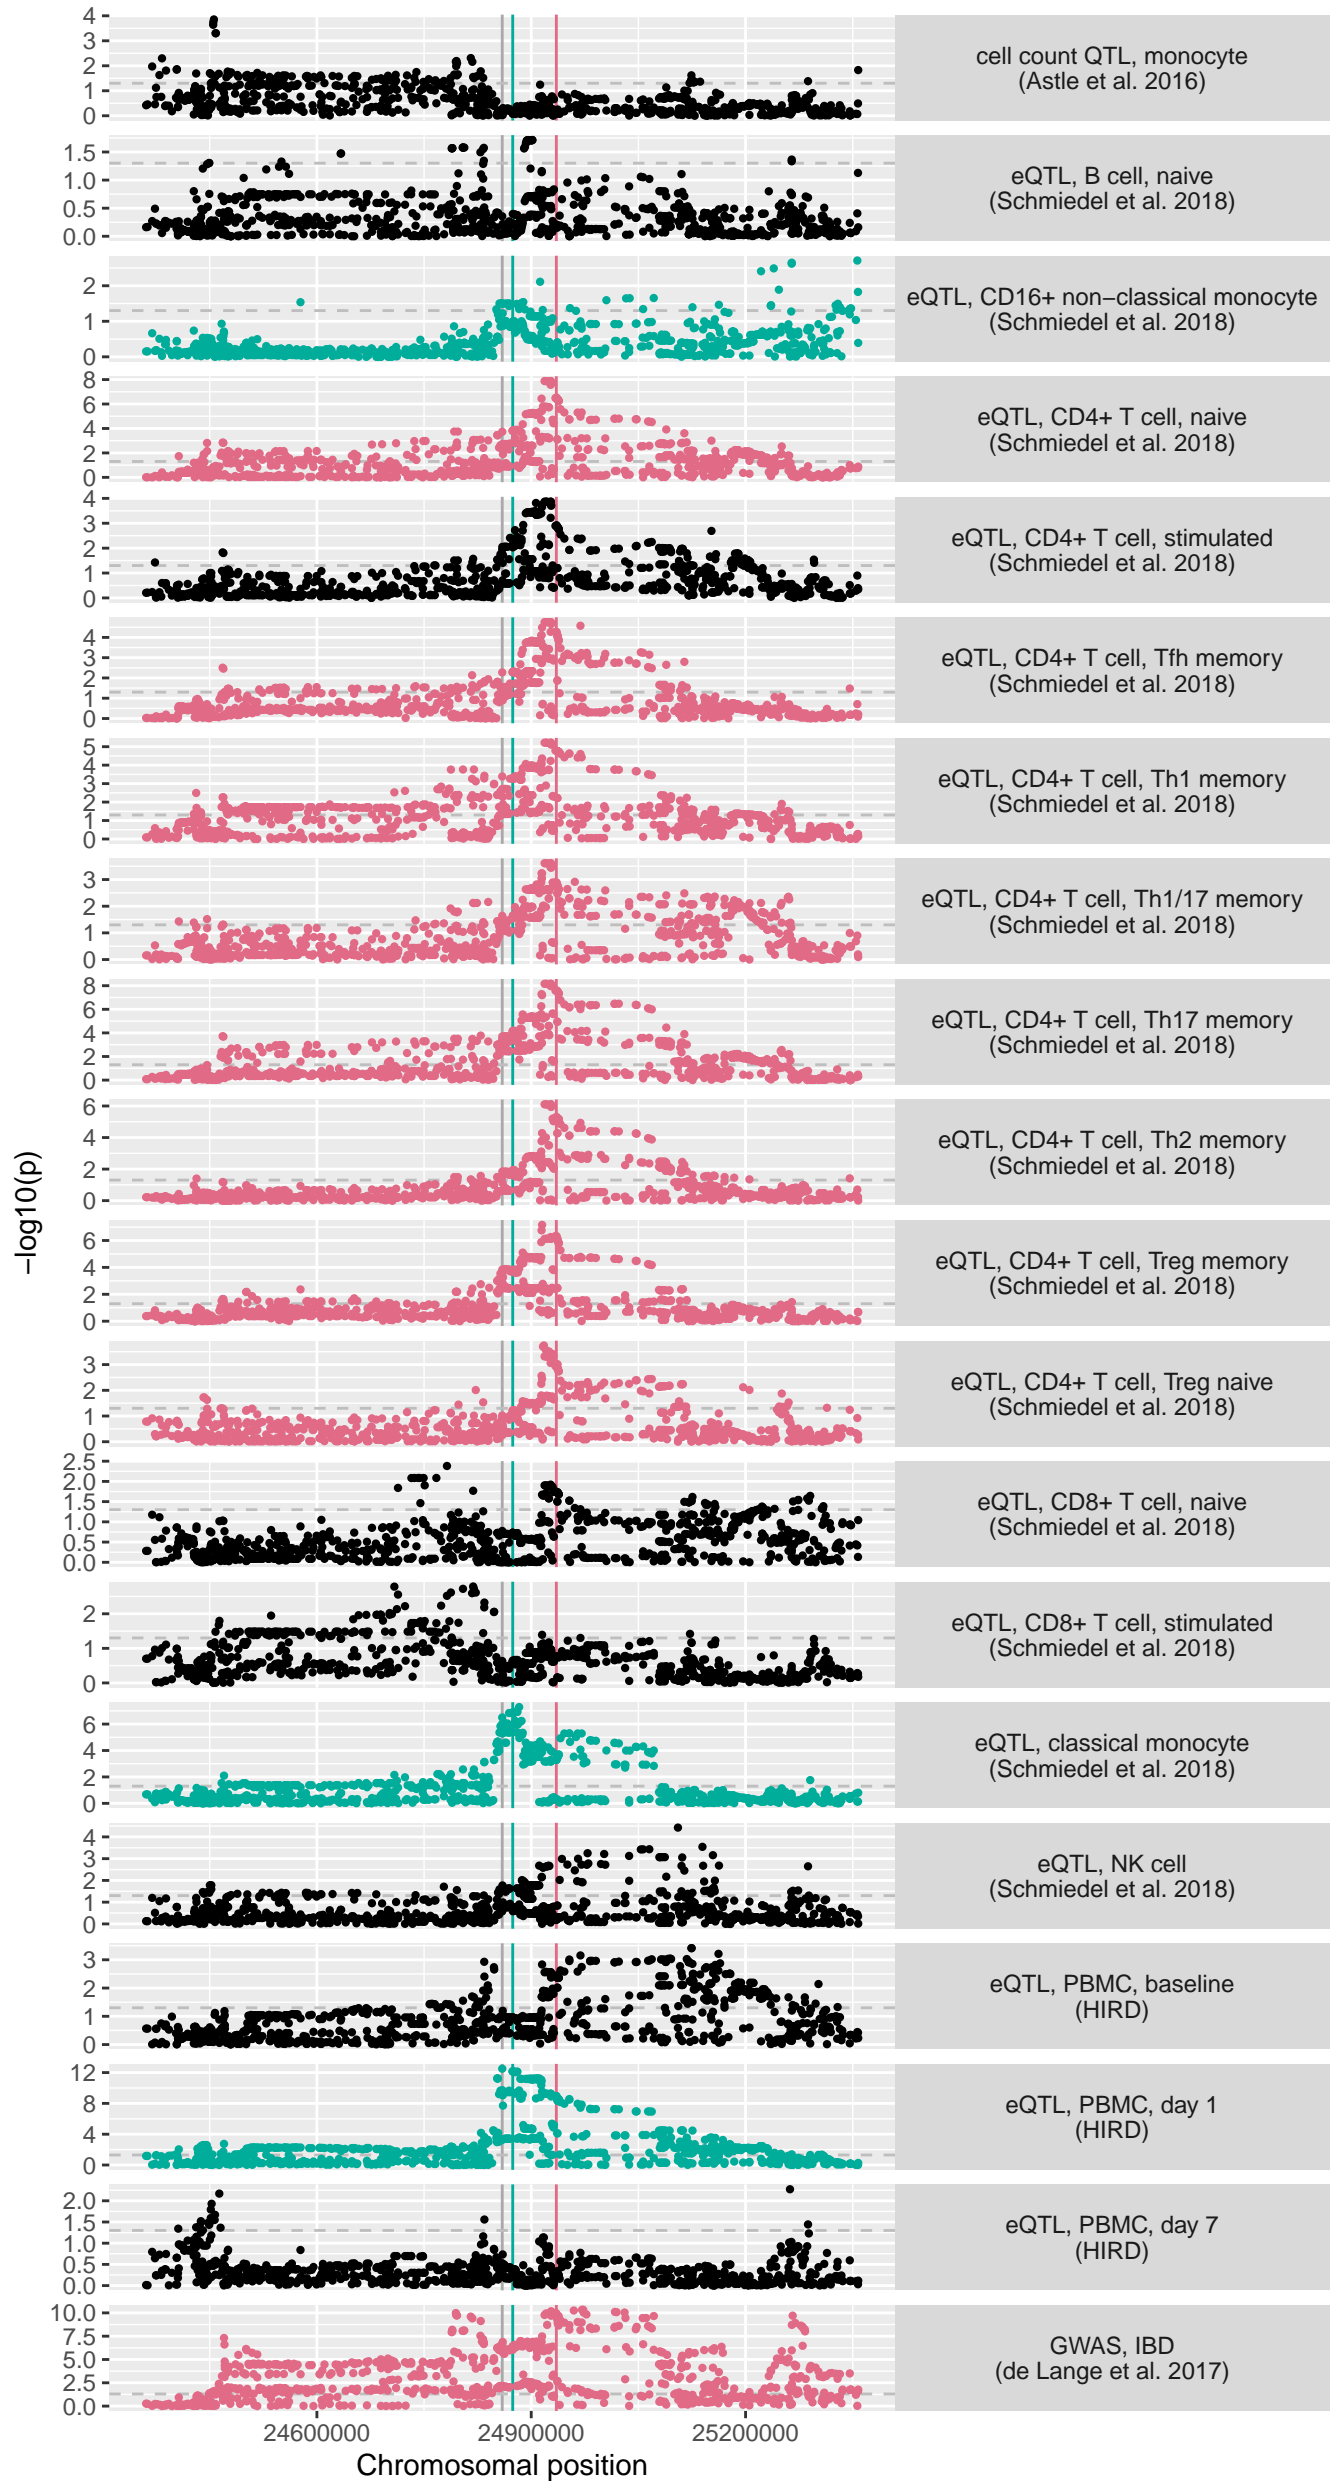 4
3
2
1
0
cell count QTL, monocyte
(Astle et al. 2016)
1.5
1.0
0.5
0.0
eQTL, B cell, naive
(Schmiedel et al. 2018)
2
1
0
eQTL, CD16+ non−classical monocyte
(Schmiedel et al. 2018)
8
6
4
2
0
eQTL, CD4+ T cell, naive
(Schmiedel et al. 2018)
4
3
2
1
0
eQTL, CD4+ T cell, stimulated
(Schmiedel et al. 2018)
4
3
2
1
0
eQTL, CD4+ T cell, Tfh memory
(Schmiedel et al. 2018)
5
4
3
2
1
0
eQTL, CD4+ T cell, Th1 memory
(Schmiedel et al. 2018)
3
2
1
0
eQTL, CD4+ T cell, Th1/17 memory
(Schmiedel et al. 2018)
8
6
4
2
0
eQTL, CD4+ T cell, Th17 memory
(Schmiedel et al. 2018)
6
4
2
0
eQTL, CD4+ T cell, Th2 memory
(Schmiedel et al. 2018)
−log10(p)
6
4
2
0
eQTL, CD4+ T cell, Treg memory
(Schmiedel et al. 2018)
3
2
1
0
eQTL, CD4+ T cell, Treg naive
(Schmiedel et al. 2018)
2.5
2.0
1.5
1.0
0.5
0.0
eQTL, CD8+ T cell, naive
(Schmiedel et al. 2018)
2
1
0
eQTL, CD8+ T cell, stimulated
(Schmiedel et al. 2018)
6
4
2
0
eQTL, classical monocyte
(Schmiedel et al. 2018)
4
3
2
1
0
eQTL, NK cell
(Schmiedel et al. 2018)
3
2
1
0
eQTL, PBMC, baseline
(HIRD)
12
8
4
0
eQTL, PBMC, day 1
(HIRD)
2.0
1.5
1.0
0.5
0.0
eQTL, PBMC, day 7
(HIRD)
10.0
7.5
5.0
2.5
0.0
GWAS, IBD
(de Lange et al. 2017)
24600000 24900000 25200000
Chromosomal position